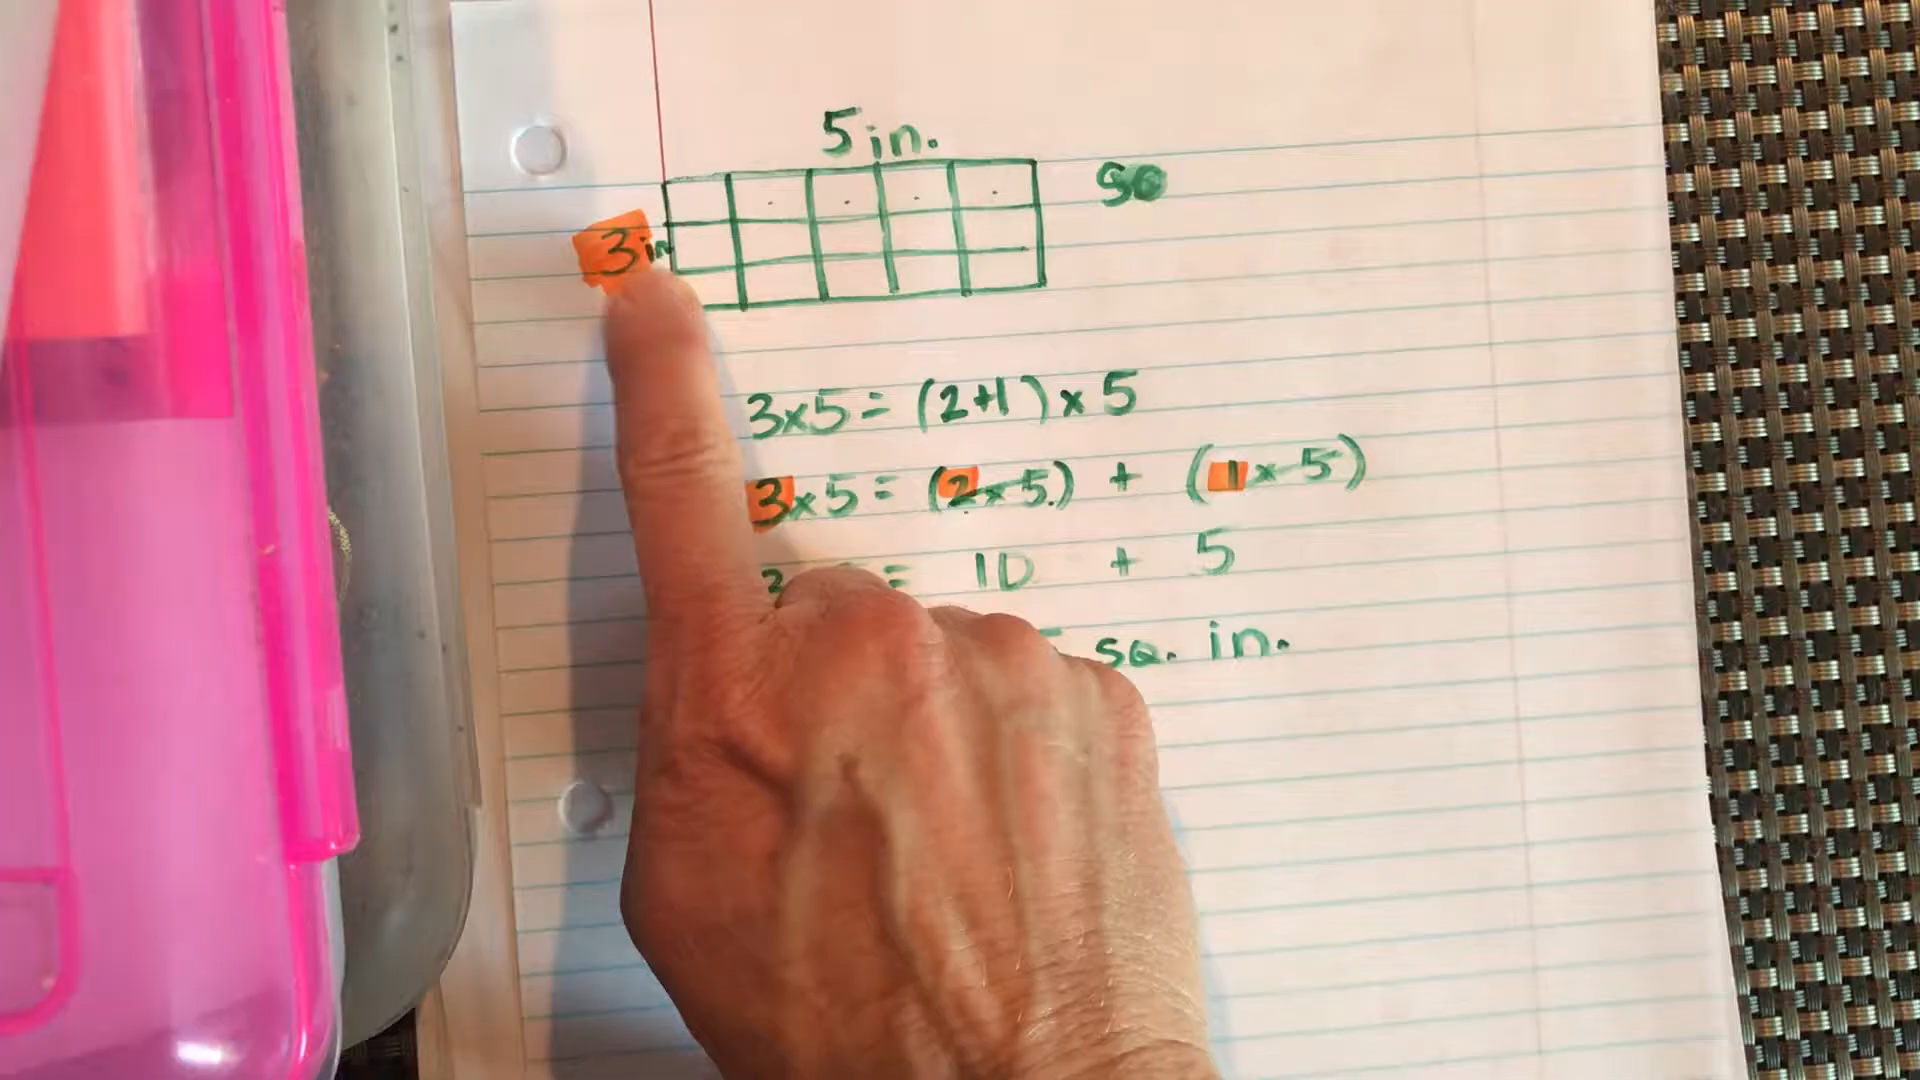 5 in.
3 in
3x5 = (2+1) x 5
3x5 = (2x5) + (1x5)
= 10 + 5
sq. in.